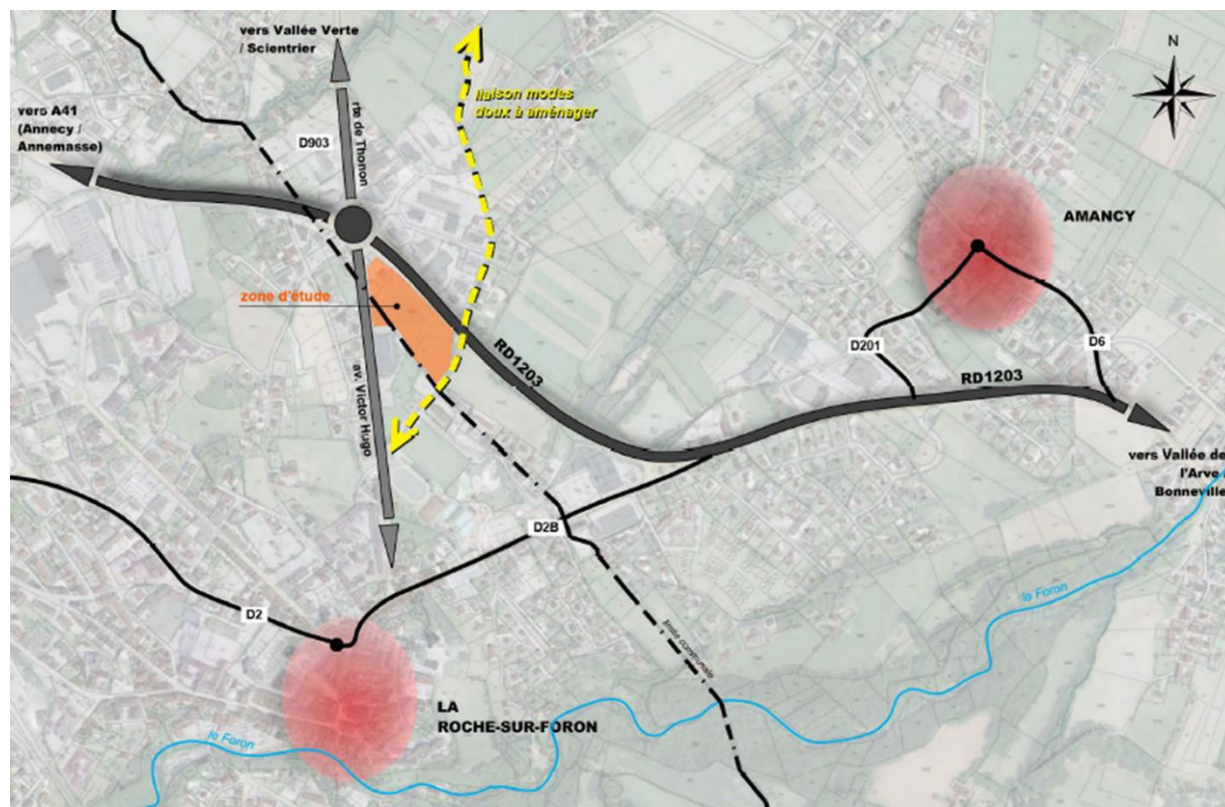 vers Vallée Verte
/ Scientrier
N
liaison modes
doux à aménager
vers A41
(Annecy /
Annemasse)
rte de Thonon
D903
AMANCY
zone d'étude
RD1203
D201
D6
RD1203
av. Victor Hugo
vers Vallée de
l'Arve
Bonneville
D2B
le Foron
D2
limite communale
LA
ROCHE-SUR-FORON
le Foron